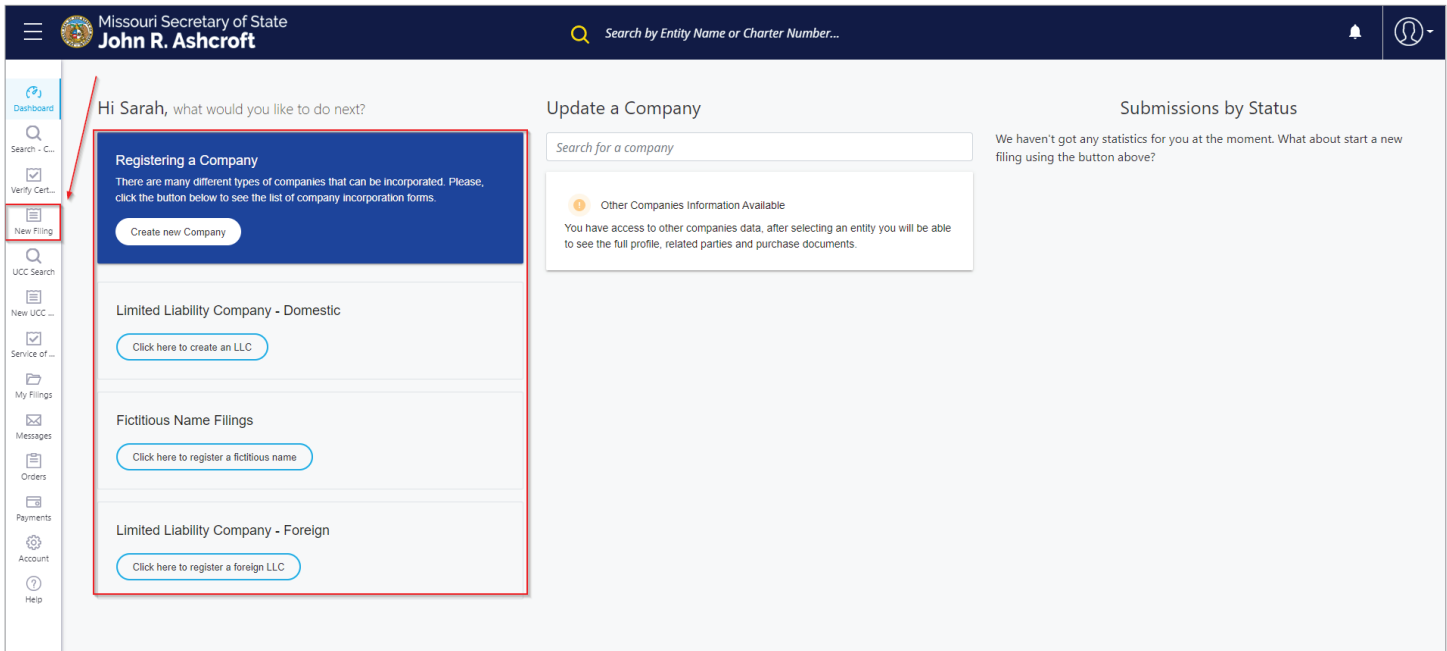 Missouri Secretary of State
John R. Ashcroft
Search by Entity Name or Charter Number...
Dashboard
Search - C...
Verify Cert...
New Filing
UCC Search
New UCC ...
Service of ...
My Filings
Messages
Orders
Payments
Account
Help
Hi Sarah, what would you like to do next?
Registering a Company
There are many different types of companies that can be incorporated. Please,
click the button below to see the list of company incorporation forms.
Create new Company
Limited Liability Company - Domestic
Click here to create an LLC
Fictitious Name Filings
Click here to register a fictitious name
Limited Liability Company - Foreign
Click here to register a foreign LLC
Update a Company
Search for a company
Other Companies Information Available
You have access to other companies data, after selecting an entity you will be able
to see the full profile, related parties and purchase documents.
Submissions by Status
We haven't got any statistics for you at the moment. What about start a new
filing using the button above?